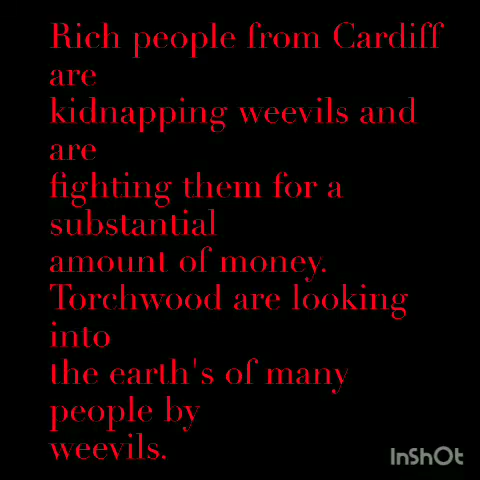 Rich people from Cardiff
are
kidnapping weevils and
are
fighting them for a
substantial
amount of money.
Torchwood are looking
into
the earth's of many
people by
weevils.
InShOt